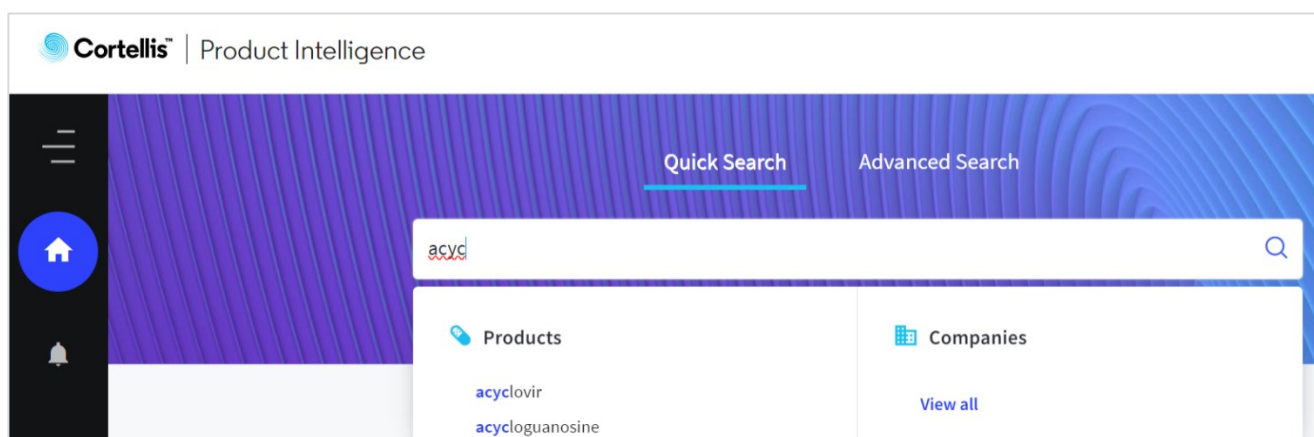 Cortellis™ | Product Intelligence
Quick Search
Advanced Search
acyc
Products
Companies
acyclovir
View all
acycloguanosine